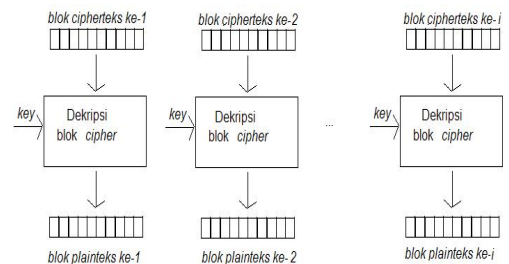 blok cipherteks ke-1
blok cipherteks ke-2
blok cipherteks ke-i
key
Dekripsi
blok cipher
key
Dekripsi
blok cipher
...
key
Dekripsi
blok cipher
blok plainteks ke-1
blok plainteks ke- 2
blok plainteks ke-i